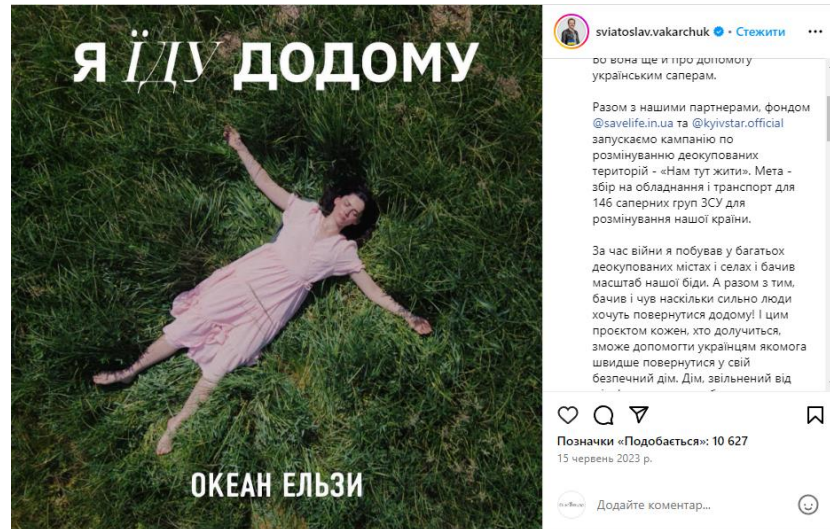 Я ЇДУ ДОДОМУ
ОКЕАН ЕЛЬЗИ
sviatoslav.vakarchuk • Стежити
бо вона ще й про допомогу
українським саперам.
Разом з нашими партнерами, фондом
@savelife.in.ua та @kyivstar.official
запускаємо кампанію по
розмінуванню деокупованих
територій - «Нам тут жити». Мета -
збір на обладнання і транспорт для
146 саперних груп ЗСУ для
розмінування нашої країни.
За час війни я побував у багатьох
деокупованих містах і селах і бачив
масштаб нашої біди. А разом з тим,
бачив і чув наскільки сильно люди
хочуть повернутися додому! І цим
проєктом кожен, хто долучиться,
зможе допомогти українцям якомога
швидше повернутися у свій
безпечний дім. Дім, звільнений від
Позначки «Подобається»: 10 627
15 червень 2023 р.
Додайте коментар...